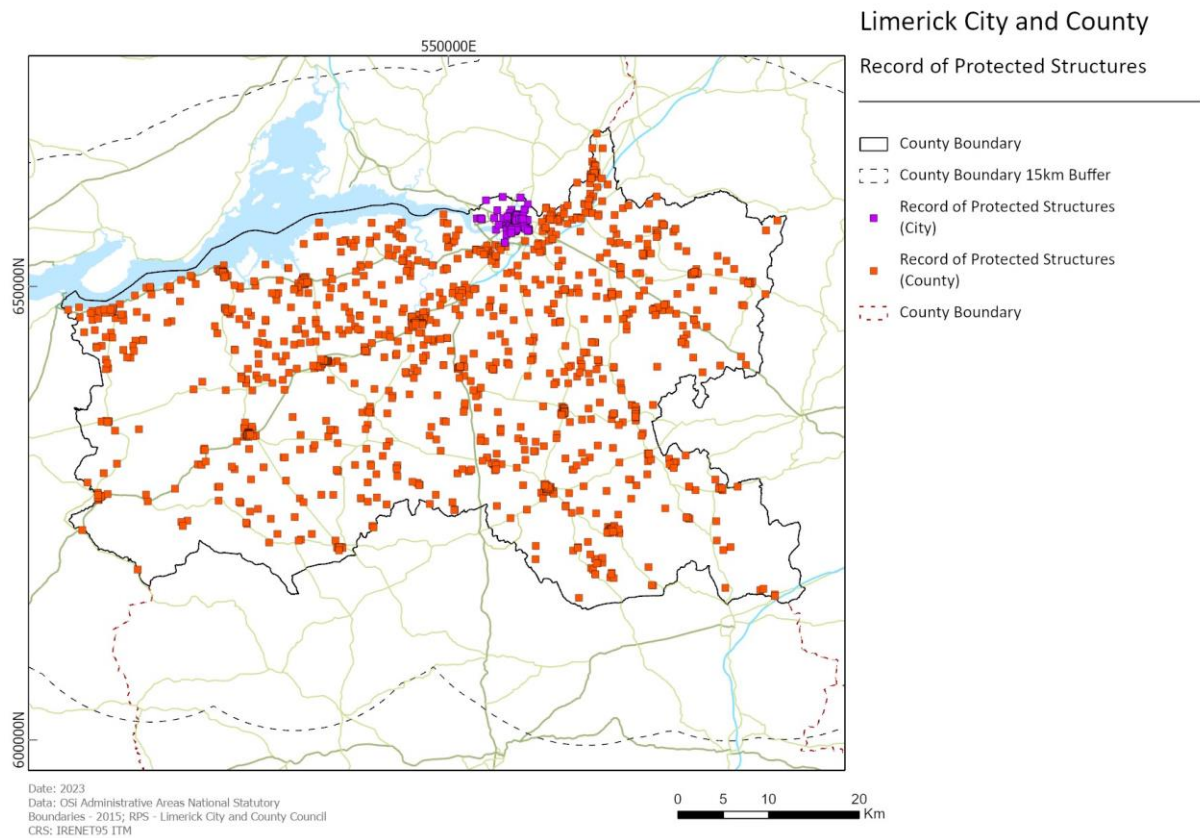 Limerick City and County
Record of Protected Structures
550000E
650000N
600000N
County Boundary
County Boundary 15km Buffer
Record of Protected Structures
(City)
Record of Protected Structures
(County)
County Boundary
Date: 2023
Data: OSi Administrative Areas National Statutory
Boundaries - 2015; RPS - Limerick City and County Council
CRS: IRENET95 ITM
0 5 10 20
Km